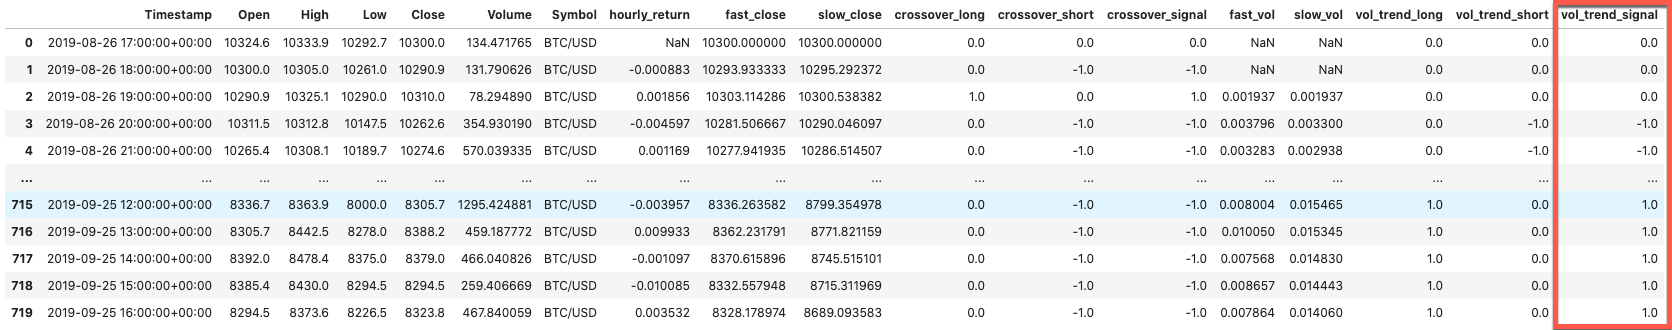 Timestamp Open High Low Close Volume Symbol hourly_return fast_close slow_close crossover_long crossover_short crossover_signal fast_vol slow_vol vol_trend_long vol_trend_short vol_trend_signal
0 2019-08-26 17:00:00+00:00 10324.6 10333.9 10292.7 10300.0 134.471765 BTC/USD NaN 10300.000000 10300.000000 0.0 0.0 0.0 NaN NaN 0.0 0.0 0.0
1 2019-08-26 18:00:00+00:00 10300.0 10305.0 10261.0 10290.9 131.790626 BTC/USD -0.000883 10293.933333 10295.292372 0.0 -1.0 -1.0 NaN NaN 0.0 0.0 0.0
2 2019-08-26 19:00:00+00:00 10290.9 10325.1 10290.0 10310.0 78.294890 BTC/USD 0.001856 10303.114286 10300.538382 1.0 0.0 1.0 0.001937 0.001937 0.0 0.0 0.0
3 2019-08-26 20:00:00+00:00 10311.5 10312.8 10147.5 10262.6 354.930190 BTC/USD -0.004597 10281.506667 10290.046097 0.0 -1.0 -1.0 0.003796 0.003300 0.0 -1.0 -1.0
4 2019-08-26 21:00:00+00:00 10265.4 10308.1 10189.7 10274.6 570.039335 BTC/USD 0.001169 10277.941935 10286.514507 0.0 -1.0 -1.0 0.003283 0.002938 0.0 -1.0 -1.0
... ... ... ... ... ... ... ... ... ... ... ... ... ... ... ... ... ... ...
715 2019-09-25 12:00:00+00:00 8336.7 8363.9 8000.0 8305.7 1295.424881 BTC/USD -0.003957 8336.263582 8799.354978 0.0 -1.0 -1.0 0.008004 0.015465 1.0 0.0 1.0
716 2019-09-25 13:00:00+00:00 8305.7 8442.5 8278.0 8388.2 459.187772 BTC/USD 0.009933 8362.231791 8771.821159 0.0 -1.0 -1.0 0.010050 0.015345 1.0 0.0 1.0
717 2019-09-25 14:00:00+00:00 8392.0 8478.4 8375.0 8379.0 466.040826 BTC/USD -0.001097 8370.615896 8745.515101 0.0 -1.0 -1.0 0.007568 0.014830 1.0 0.0 1.0
718 2019-09-25 15:00:00+00:00 8385.4 8430.0 8294.5 8294.5 259.406669 BTC/USD -0.010085 8332.557948 8715.311969 0.0 -1.0 -1.0 0.008657 0.014443 1.0 0.0 1.0
719 2019-09-25 16:00:00+00:00 8294.5 8373.6 8226.5 8323.8 467.840059 BTC/USD 0.003532 8328.178974 8689.093583 0.0 -1.0 -1.0 0.007864 0.014060 1.0 0.0 1.0